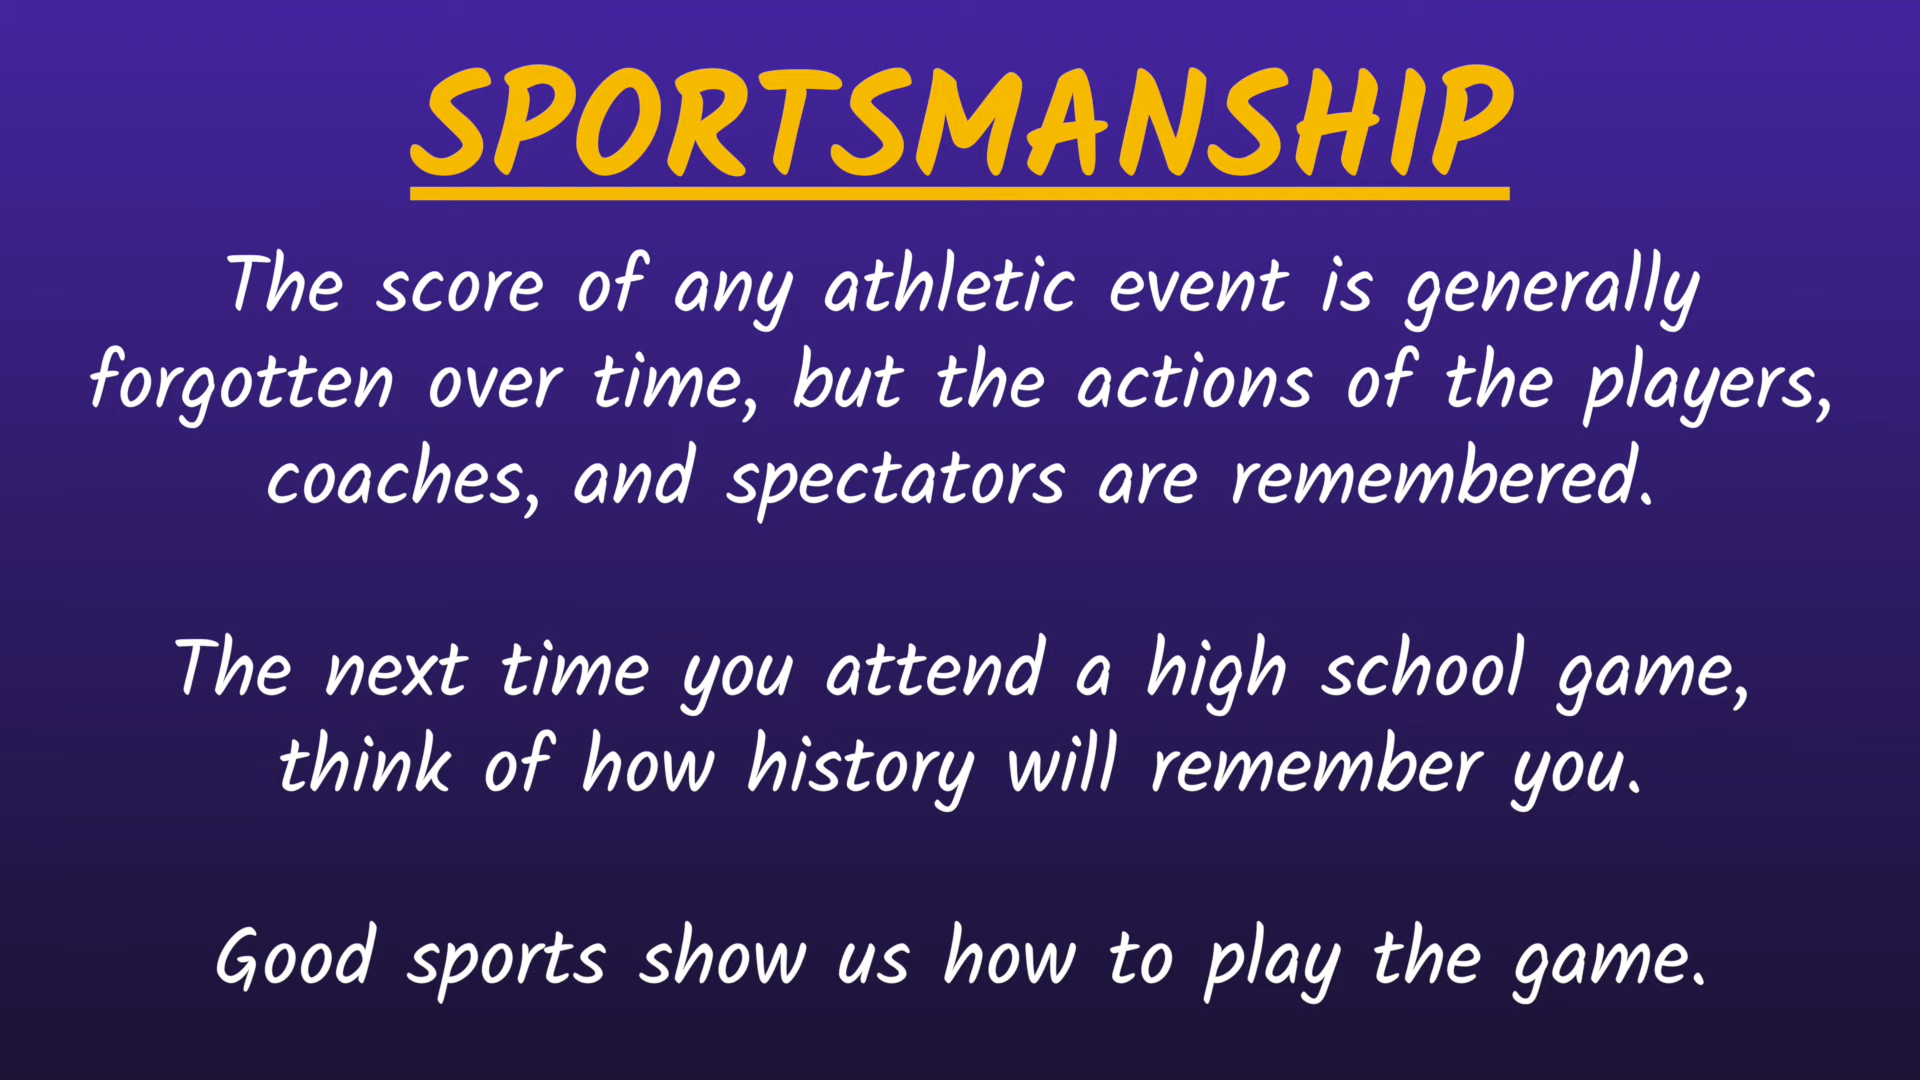 SPORTSMANSHIP
The score of any athletic event is generally
forgotten over time, but the actions of the players,
coaches, and spectators are remembered.
The next time you attend a high school game,
think of how history will remember you.
Good sports show us how to play the game.